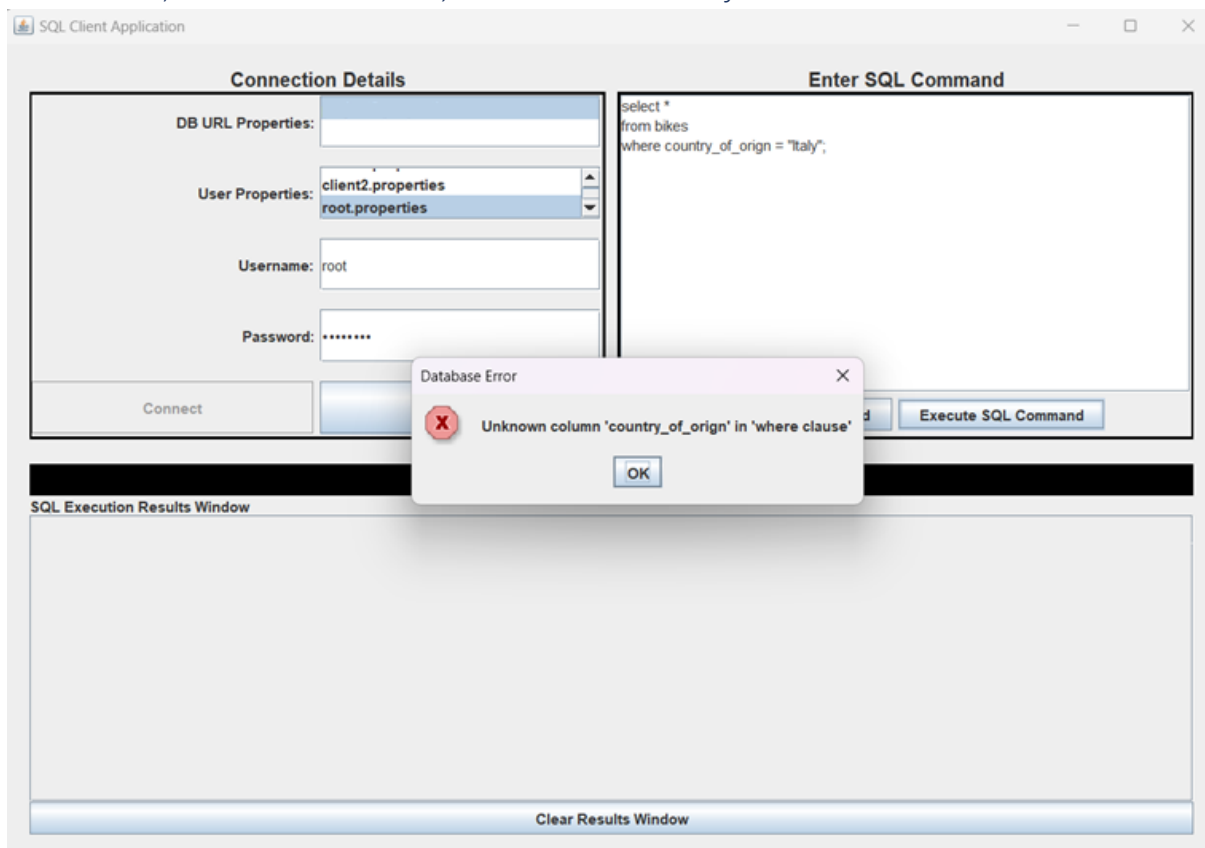 SQL Client Application
Connection Details
DB URL Properties:
User Properties:
client2.properties
root.properties
Username:
root
Password:
••••••••
Connect
Enter SQL Command
select *
from bikes
where country_of_orign = "Italy";
Execute SQL Command
Database Error
Unknown column 'country_of_orign' in 'where clause'
OK
SQL Execution Results Window
Clear Results Window